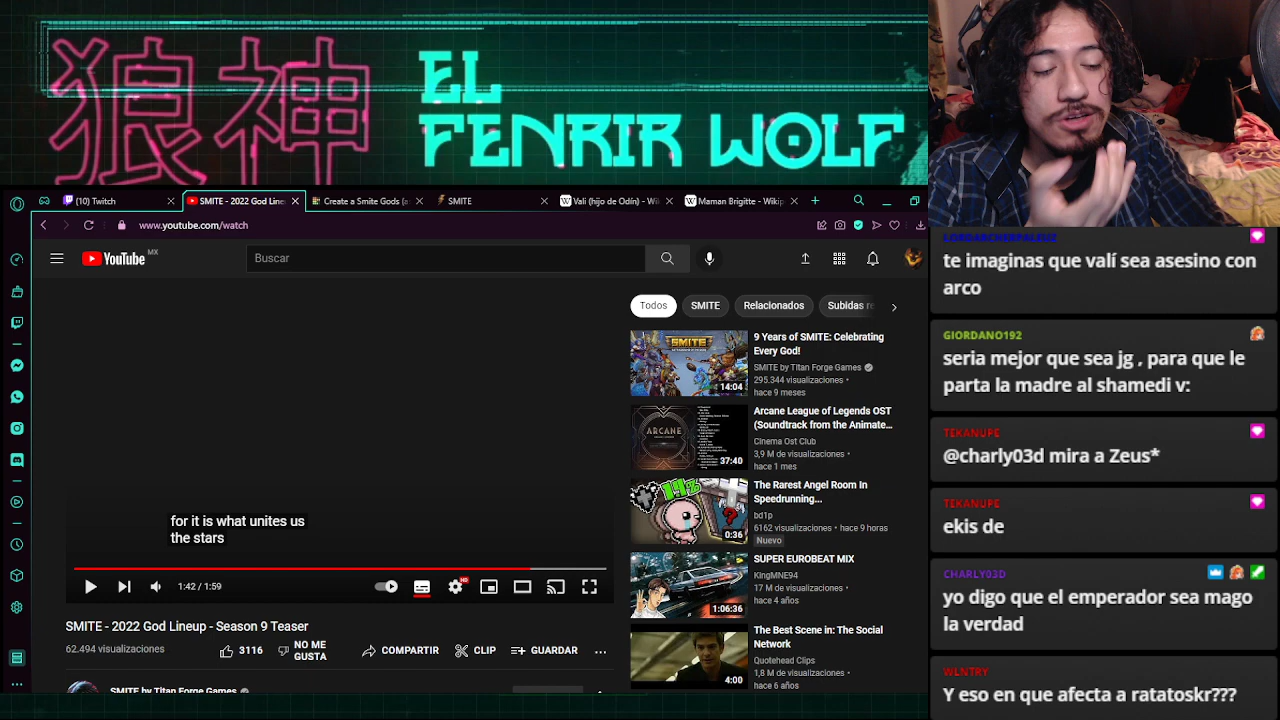 狼神
EL
FENRIR WOLF
(10) Twitch
SMITE - 2022 God Line
Create a Smite Gods (a
SMITE
Vali (hijo de Odín) - Wi
Maman Brigitte - Wikip
www.youtube.com/watch
YouTube MX
Buscar
for it is what unites us
the stars
1:42 / 1:59
HD
SMITE - 2022 God Lineup - Season 9 Teaser
62.494 visualizaciones
3116
NO ME
GUSTA
COMPARTIR
CLIP
GUARDAR
SMITE by Titan Forge Games
Todos
SMITE
Relacionados
Subidas re
SMITE
14:04
9 Years of SMITE: Celebrating
Every God!
SMITE by Titan Forge Games
295.344 visualizaciones •
hace 9 meses
ARCANE
37:40
Arcane League of Legends OST
(Soundtrack from the Animate...
Cinema Ost Club
3,9 M de visualizaciones •
hace 1 mes
0:36
The Rarest Angel Room In
Speedrunning...
bd1p
6162 visualizaciones • hace 9 horas
Nuevo
1:06:36
SUPER EUROBEAT MIX
KingMNE94
17 M de visualizaciones •
hace 4 años
4:00
The Best Scene in: The Social
Network
Quotehead Clips
1,8 M de visualizaciones •
hace 6 años
te imaginas que valí sea asesino con
arco
GIORDANO192
seria mejor que sea jg , para que le
parta la madre al shamedi v:
TEKANUPE
@charly03d mira a Zeus*
TEKANUPE
ekis de
CHARLY03D
yo digo que el emperador sea mago
la verdad
WLNTRY
Y eso en que afecta a ratatoskr???